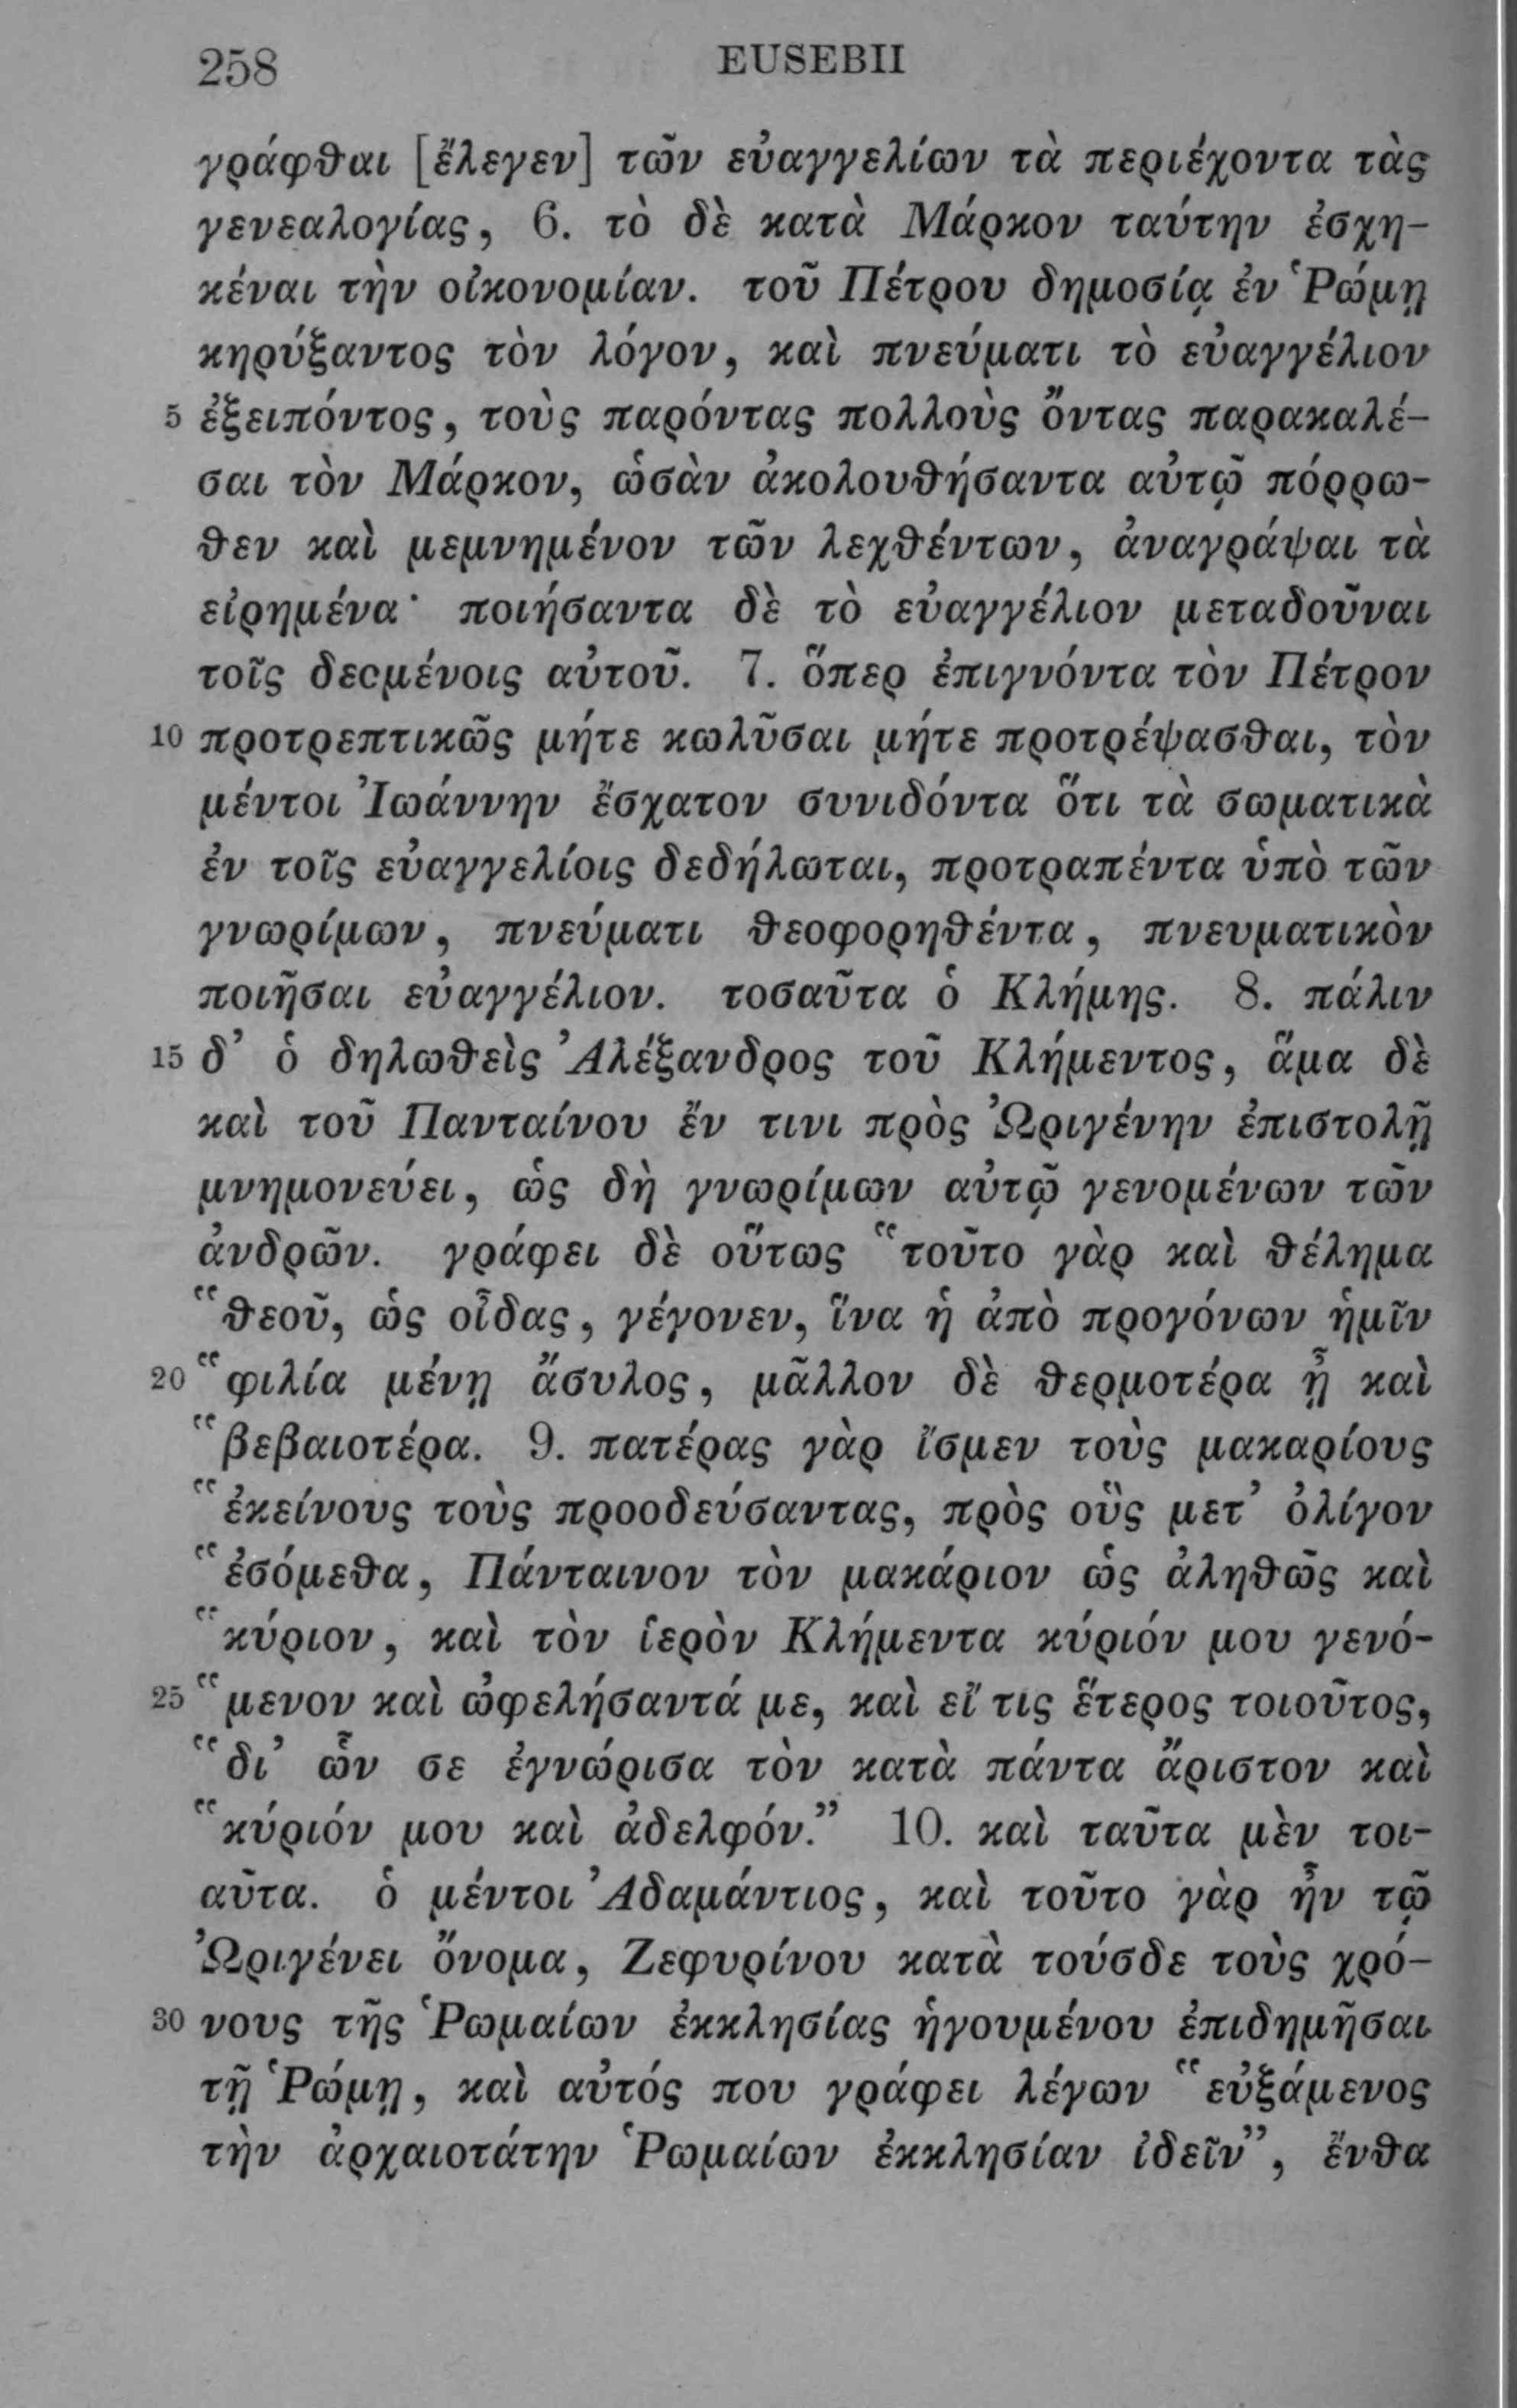 258 EUSEBII
γράφθαι [ἔλεγεν] τῶν εὐαγγελίων τὰ περιέχοντα τὰς
γενεαλογίας, 6. τὸ δὲ κατὰ Μάρκον ταύτην ἐσχη-
κέναι τὴν οἰκονομίαν. τοῦ Πέτρου δημοσίᾳ ἐν Ῥώμῃ
κηρύξαντος τὸν λόγον, καὶ πνεύματι τὸ εὐαγγέλιον
5 ἐξειπόντος, τοὺς παρόντας πολλοὺς ὄντας παρακαλέ-
σαι τὸν Μάρκον, ὡσὰν ἀκολουθήσαντα αὐτῷ πόρρω-
θεν καὶ μεμνημένον τῶν λεχθέντων, ἀναγράψαι τὰ
εἰρημένα· ποιήσαντα δὲ τὸ εὐαγγέλιον μεταδοῦναι
τοῖς δεομένοις αὐτοῦ. 7. ὅπερ ἐπιγνόντα τὸν Πέτρον
10 προτρεπτικῶς μήτε κωλῦσαι μήτε προτρέψασθαι, τὸν
μέντοι Ἰωάννην ἔσχατον συνιδόντα ὅτι τὰ σωματικὰ
ἐν τοῖς εὐαγγελίοις δεδήλωται, προτραπέντα ὑπὸ τῶν
γνωρίμων, πνεύματι θεοφορηθέντα, πνευματικὸν
ποιῆσαι εὐαγγέλιον. τοσαῦτα ὁ Κλήμης. 8. πάλιν
15 δ’ ὁ δηλωθεὶς Ἀλέξανδρος τοῦ Κλήμεντος, ἅμα δὲ
καὶ τοῦ Πανταίνου ἔν τινι πρὸς Ὠριγένην ἐπιστολῇ
μνημονεύει, ὡς δὴ γνωρίμων αὐτῷ γενομένων τῶν
ἀνδρῶν. γράφει δὲ οὕτως “τοῦτο γὰρ καὶ θέλημα
“θεοῦ, ὡς οἶδας, γέγονεν, ἵνα ἡ ἀπὸ προγόνων ἡμῖν
20 “φιλία μένῃ ἄσυλος, μᾶλλον δὲ θερμοτέρα ᾖ καὶ
“βεβαιοτέρα. 9. πατέρας γὰρ ἴσμεν τοὺς μακαρίους
“ἐκείνους τοὺς προοδεύσαντας, πρὸς οὓς μετ’ ὀλίγον
“ἐσόμεθα, Πάνταινον τὸν μακάριον ὡς ἀληθῶς καὶ
“κύριον, καὶ τὸν ἱερὸν Κλήμεντα κύριόν μου γενό-
25 “μενον καὶ ὠφελήσαντά με, καὶ εἴ τις ἕτερος τοιοῦτος,
“δι’ ὧν σε ἐγνώρισα τὸν κατὰ πάντα ἄριστον καὶ
“κύριόν μου καὶ ἀδελφόν.” 10. καὶ ταῦτα μὲν τοι-
αῦτα. ὁ μέντοι Ἀδαμάντιος, καὶ τοῦτο γὰρ ἦν τῷ
Ὠριγένει ὄνομα, Ζεφυρίνου κατὰ τούσδε τοὺς χρό-
30 νους τῆς Ῥωμαίων ἐκκλησίας ἡγουμένου ἐπιδημῆσαι
τῇ Ῥώμῃ, καὶ αὐτός που γράφει λέγων “εὐξάμενος
τὴν ἀρχαιοτάτην Ῥωμαίων ἐκκλησίαν ἰδεῖν”, ἔνθα